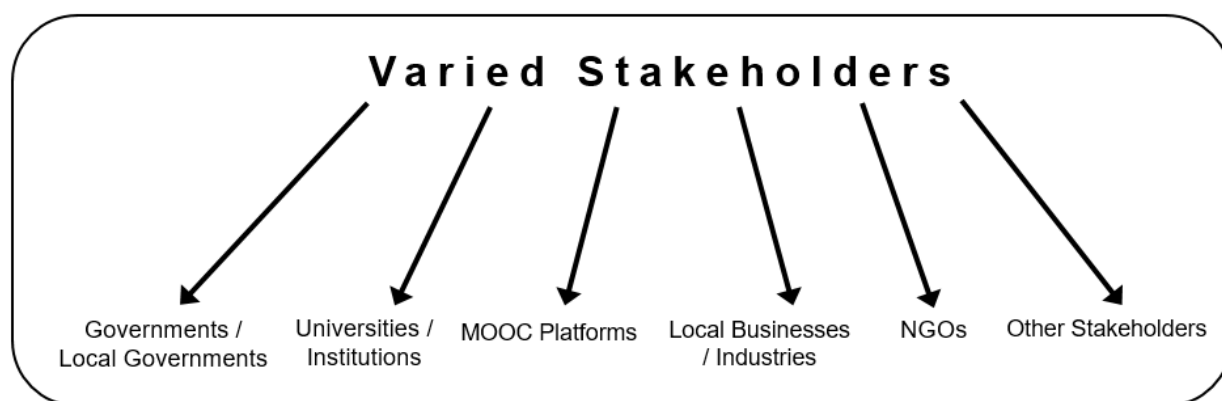 Varied Stakeholders
Governments /
Local Governments
Universities /
Institutions
MOOC Platforms
Local Businesses
/ Industries
NGOs
Other Stakeholders